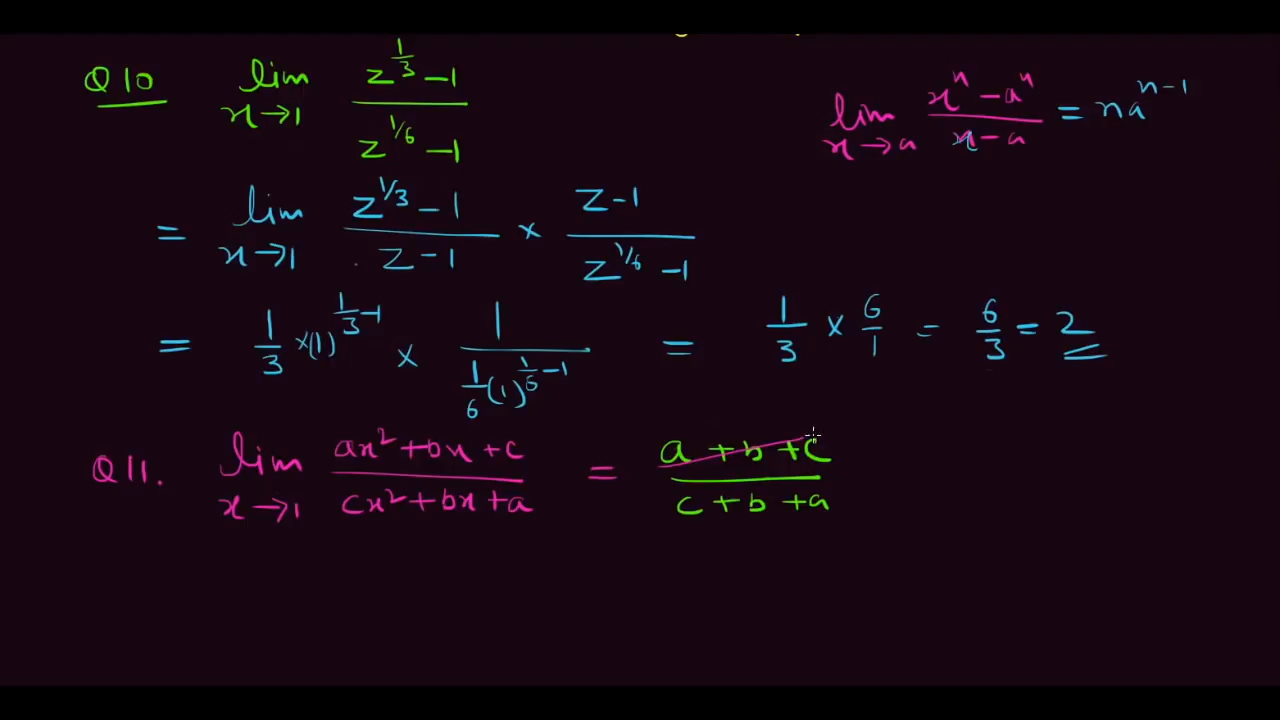 Q10 lim x→1 (z^(1/3) − 1)/(z^(1/6) − 1)
lim x→a (x^n − a^n)/(x − a) = na^(n−1)
= lim x→1 (z^(1/3) − 1)/(z − 1) × (z − 1)/(z^(1/6) − 1)
= 1/3 × (1)^(1/3 − 1) × 1/(1/6 (1)^(1/6 − 1)) = 1/3 × 6/1 = 6/3 = 2
Q11. lim x→1 (ax² + bx + c)/(cx² + bx + a) = (a + b + c)/(c + b + a)